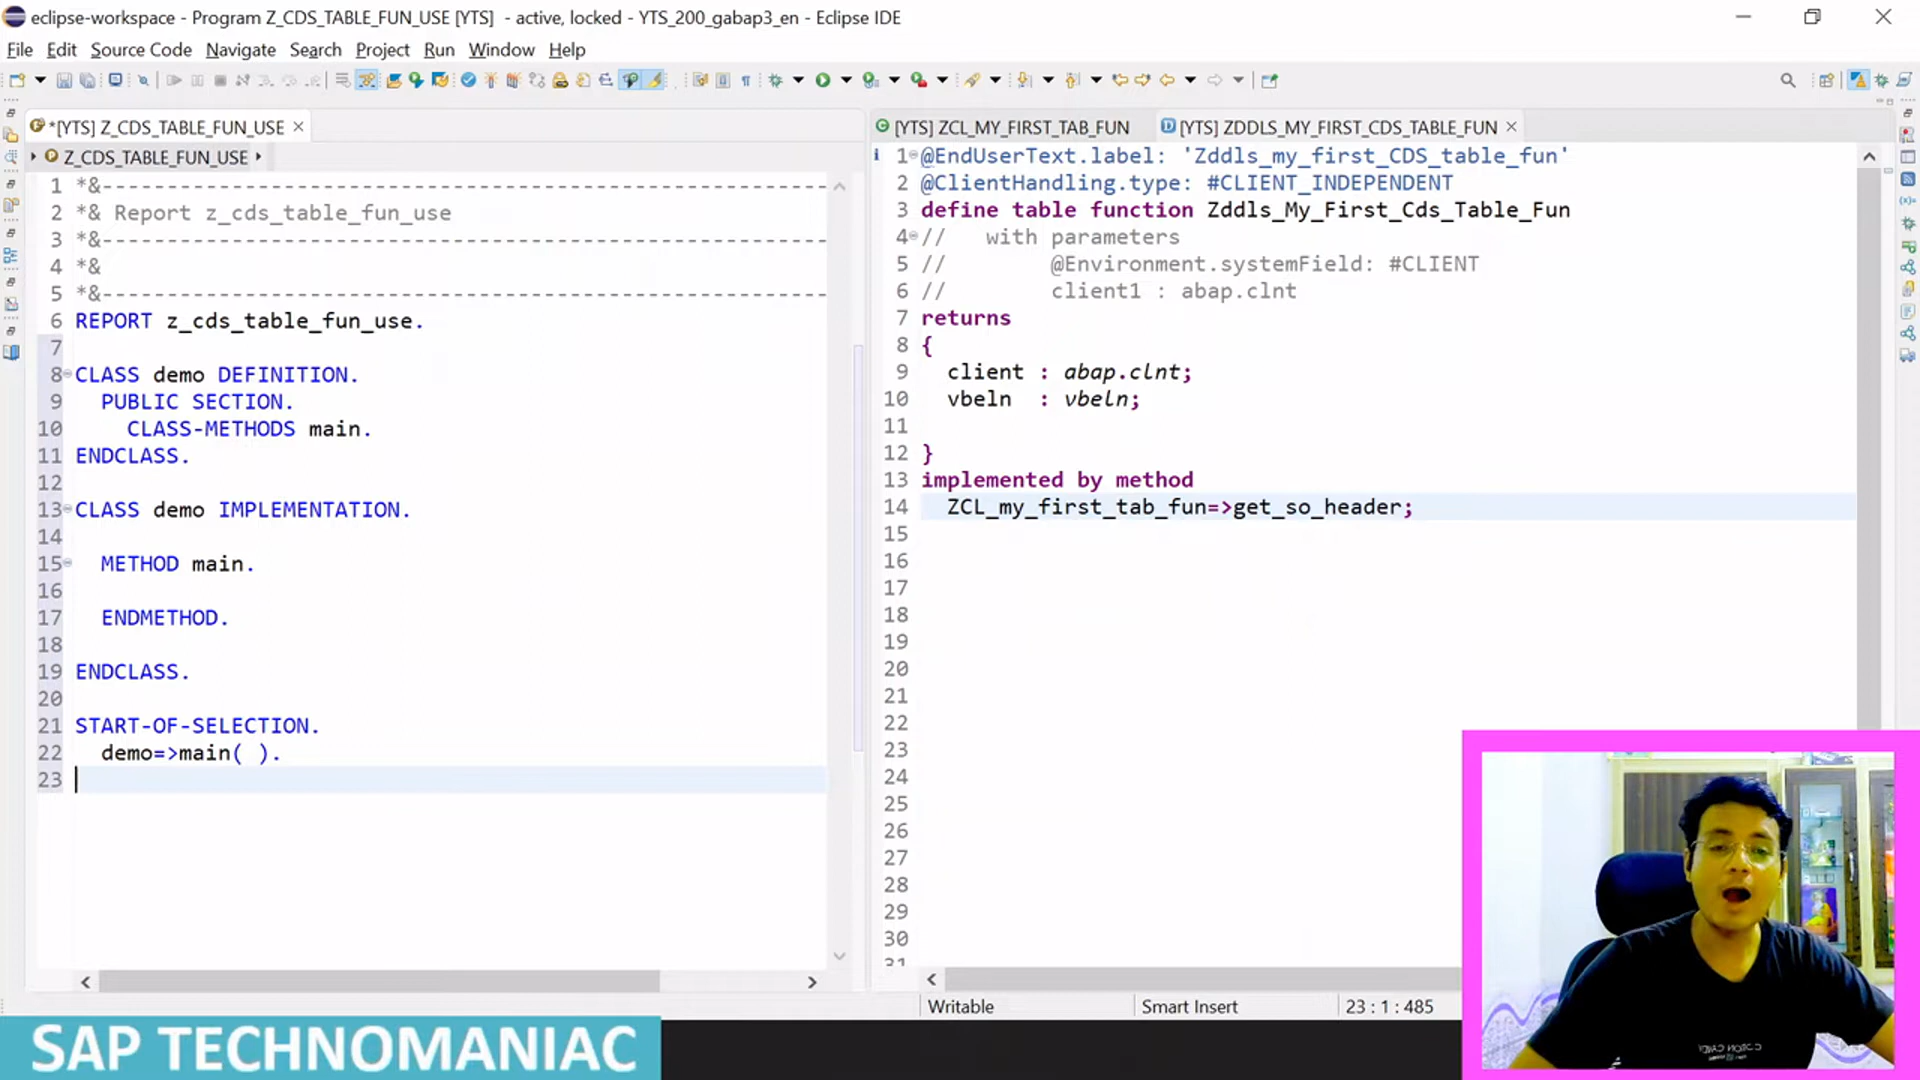 eclipse-workspace - Program Z_CDS_TABLE_FUN_USE [YTS]  - active, locked - YTS_200_gabap3_en - Eclipse IDE
File Edit Source Code Navigate Search Project Run Window Help
*[YTS] Z_CDS_TABLE_FUN_USE
Z_CDS_TABLE_FUN_USE
1 *&---------------------------------------------------------
2 *& Report z_cds_table_fun_use
3 *&---------------------------------------------------------
4 *&
5 *&---------------------------------------------------------
6 REPORT z_cds_table_fun_use.
7
8 CLASS demo DEFINITION.
9   PUBLIC SECTION.
10     CLASS-METHODS main.
11 ENDCLASS.
12
13 CLASS demo IMPLEMENTATION.
14
15   METHOD main.
16
17   ENDMETHOD.
18
19 ENDCLASS.
20
21 START-OF-SELECTION.
22   demo=>main( ).
23
[YTS] ZCL_MY_FIRST_TAB_FUN
[YTS] ZDDLS_MY_FIRST_CDS_TABLE_FUN
1 @EndUserText.label: 'Zddls_my_first_CDS_table_fun'
2 @ClientHandling.type: #CLIENT_INDEPENDENT
3 define table function Zddls_My_First_Cds_Table_Fun
4 //   with parameters
5 //        @Environment.systemField: #CLIENT
6 //        client1 : abap.clnt
7 returns
8 {
9   client : abap.clnt;
10   vbeln  : vbeln;
11
12 }
13 implemented by method
14   ZCL_my_first_tab_fun=>get_so_header;
15
16
17
18
19
20
21
22
23
24
25
26
27
28
29
30
31
Writable
Smart Insert
23 : 1 : 485
SAP TECHNOMANIAC